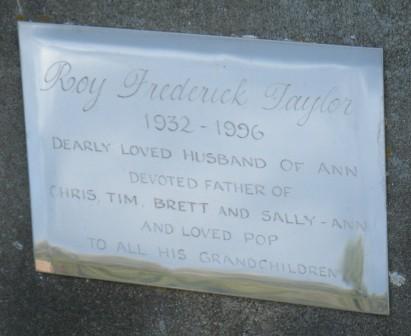 Roy Frederick Taylor
1932 - 1996
DEARLY LOVED HUSBAND OF ANN
DEVOTED FATHER OF
CHRIS, TIM, BRETT AND SALLY-ANN
AND LOVED POP
TO ALL HIS GRANDCHILDREN